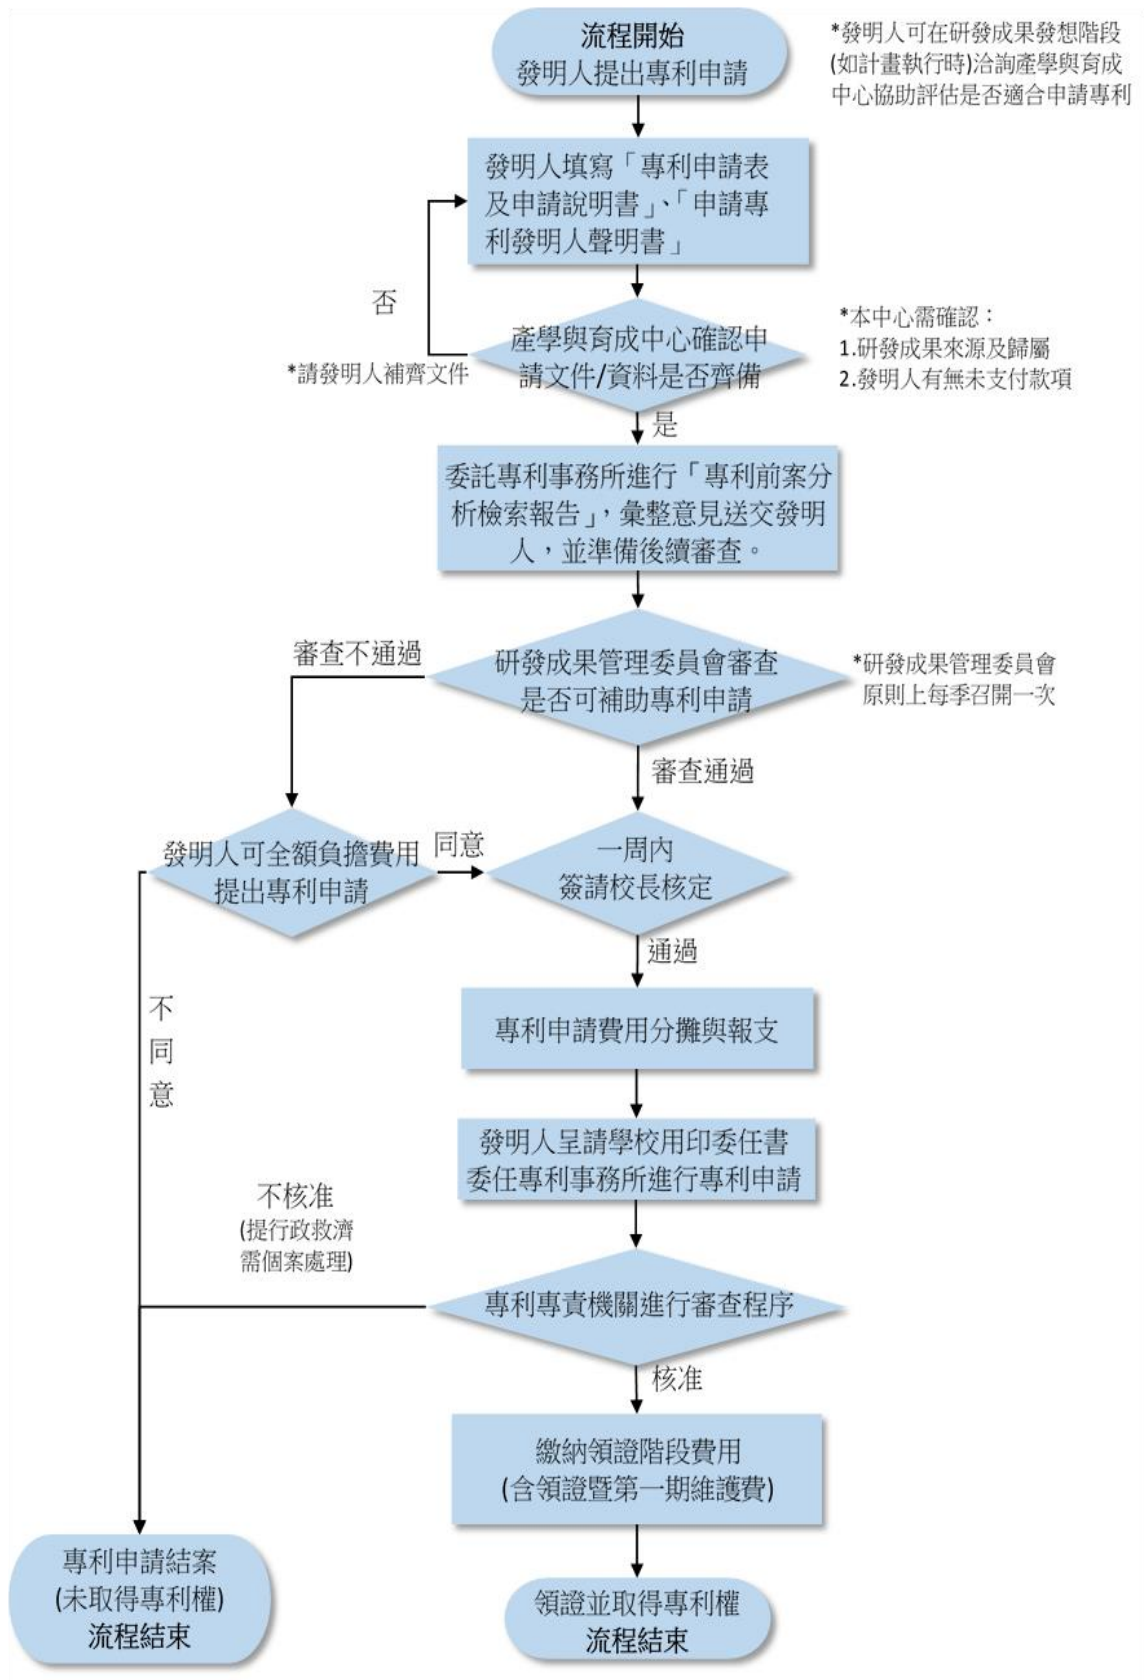 流程開始
發明人提出專利申請
*發明人可在研發成果發想階段
(如計畫執行時)洽詢產學與育成
中心協助評估是否適合申請專利
發明人填寫「專利申請表
及申請說明書」、「申請專
利發明人聲明書」
否
*請發明人補齊文件
產學與育成中心確認申
請文件/資料是否齊備
*本中心需確認：
1.研發成果來源及歸屬
2.發明人有無未支付款項
是
委託專利事務所進行「專利前案分
析檢索報告」，彙整意見送交發明
人，並準備後續審查。
審查不通過
研發成果管理委員會審查
是否可補助專利申請
*研發成果管理委員會
原則上每季召開一次
審查通過
發明人可全額負擔費用
提出專利申請
同意
一周內
簽請校長核定
通過
不
同
意
專利申請費用分攤與報支
發明人呈請學校用印委任書
委任專利事務所進行專利申請
不核准
(提行政救濟
需個案處理)
專利專責機關進行審查程序
核准
繳納領證階段費用
(含領證暨第一期維護費)
專利申請結案
(未取得專利權)
流程結束
領證並取得專利權
流程結束